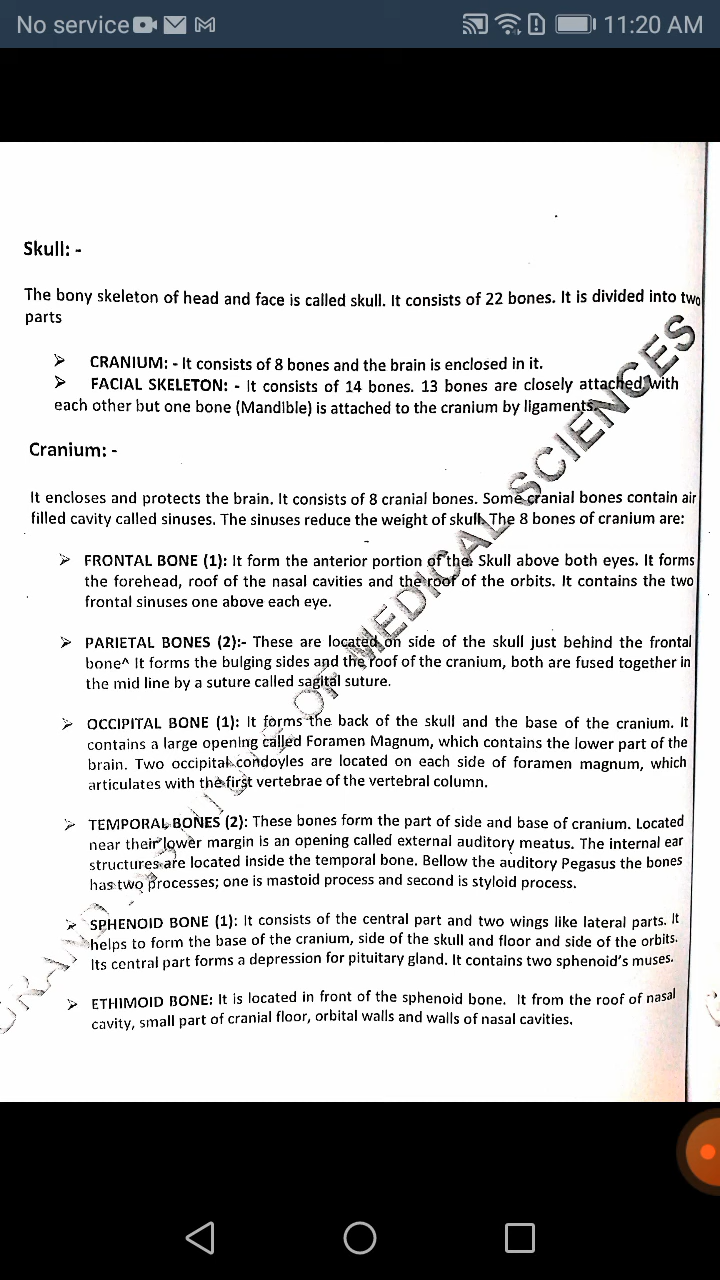 No service 11:20 AM
Skull: -
The bony skeleton of head and face is called skull. It consists of 22 bones. It is divided into two
parts
➢ CRANIUM: - It consists of 8 bones and the brain is enclosed in it.
➢ FACIAL SKELETON: - It consists of 14 bones. 13 bones are closely attached with
each other but one bone (Mandible) is attached to the cranium by ligaments.
Cranium: -
It encloses and protects the brain. It consists of 8 cranial bones. Some cranial bones contain air
filled cavity called sinuses. The sinuses reduce the weight of skull. The 8 bones of cranium are:
➢ FRONTAL BONE (1): It form the anterior portion of the. Skull above both eyes. It forms
the forehead, roof of the nasal cavities and the roof of the orbits. It contains the two
frontal sinuses one above each eye.
➢ PARIETAL BONES (2):- These are located on side of the skull just behind the frontal
bone^ It forms the bulging sides and the roof of the cranium, both are fused together in
the mid line by a suture called sagital suture.
➢ OCCIPITAL BONE (1): It forms the back of the skull and the base of the cranium. It
contains a large opening called Foramen Magnum, which contains the lower part of the
brain. Two occipital condoyles are located on each side of foramen magnum, which
articulates with the first vertebrae of the vertebral column.
➢ TEMPORAL BONES (2): These bones form the part of side and base of cranium. Located
near their lower margin is an opening called external auditory meatus. The internal ear
structures are located inside the temporal bone. Bellow the auditory Pegasus the bones
has two processes; one is mastoid process and second is styloid process.
➢ SPHENOID BONE (1): It consists of the central part and two wings like lateral parts. It
helps to form the base of the cranium, side of the skull and floor and side of the orbits.
Its central part forms a depression for pituitary gland. It contains two sphenoid's muses.
➢ ETHIMOID BONE: It is located in front of the sphenoid bone. It from the roof of nasal
cavity, small part of cranial floor, orbital walls and walls of nasal cavities.
OF MEDICAL SCIENCES